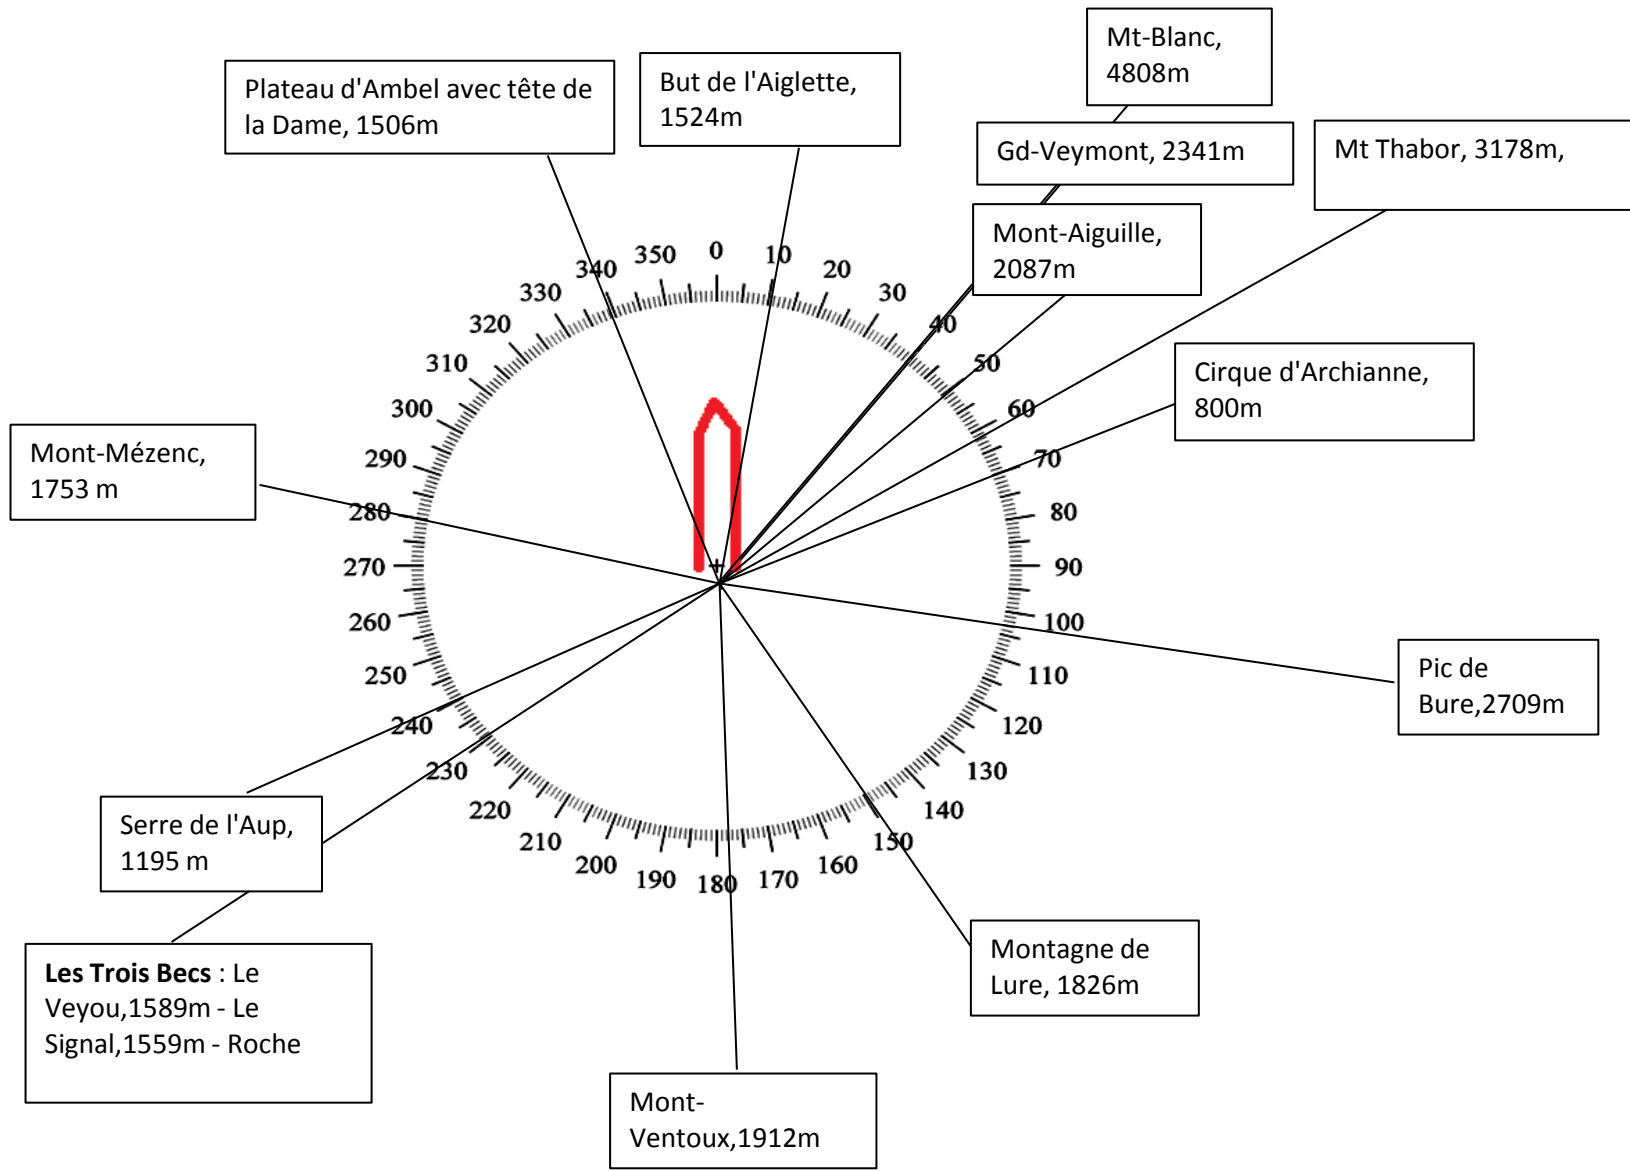 Mt-Blanc,
4808m
Plateau d'Ambel avec tête de
la Dame, 1506m
But de l'Aiglette,
1524m
Gd-Veymont, 2341m
Mt Thabor, 3178m,
Mont-Aiguille,
2087m
Cirque d'Archianne,
800m
Mont-Mézenc,
1753 m
0
10
20
30
40
50
60
70
80
90
100
110
120
130
140
150
160
170
180
190
200
210
220
230
240
250
260
270
280
290
300
310
320
330
340
350
Pic de
Bure,2709m
Serre de l'Aup,
1195 m
Les Trois Becs : Le
Veyou,1589m - Le
Signal,1559m - Roche
Montagne de
Lure, 1826m
Mont-
Ventoux,1912m